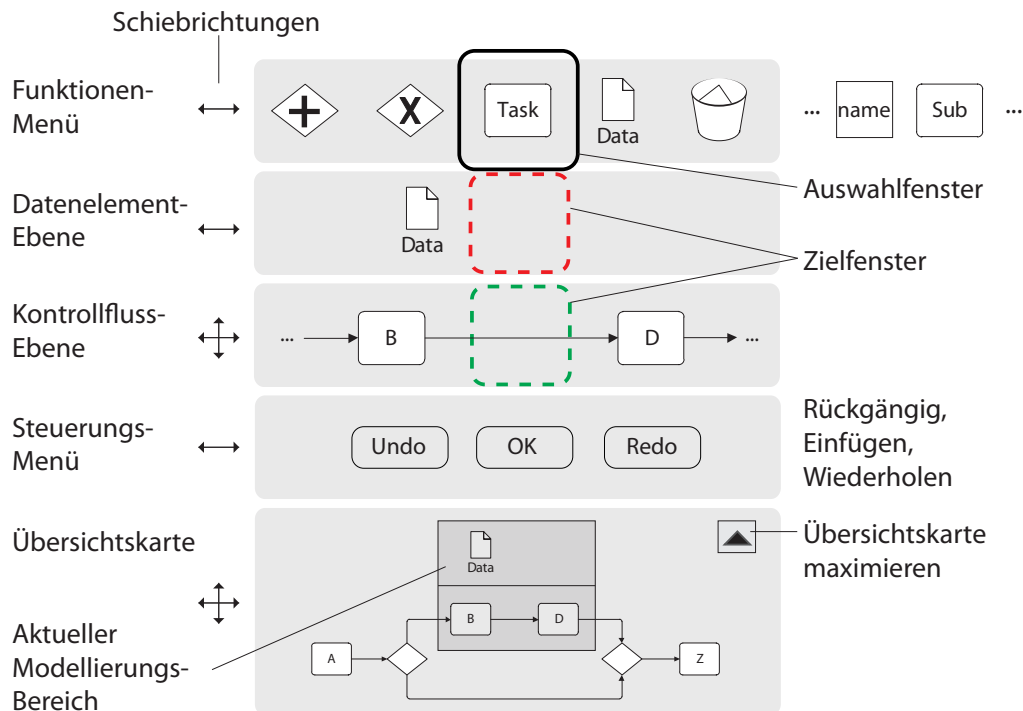 Schiebrichtungen
Funktionen-
Menü
Task
Data
... name Sub ...
Auswahlfenster
Datenelement-
Ebene
Data
Zielfenster
Kontrollfluss-
Ebene
... B D ...
Steuerungs-
Menü
Undo OK Redo
Rückgängig,
Einfügen,
Wiederholen
Übersichtskarte
Data
B D
A Z
Übersichtskarte
maximieren
Aktueller
Modellierungs-
Bereich